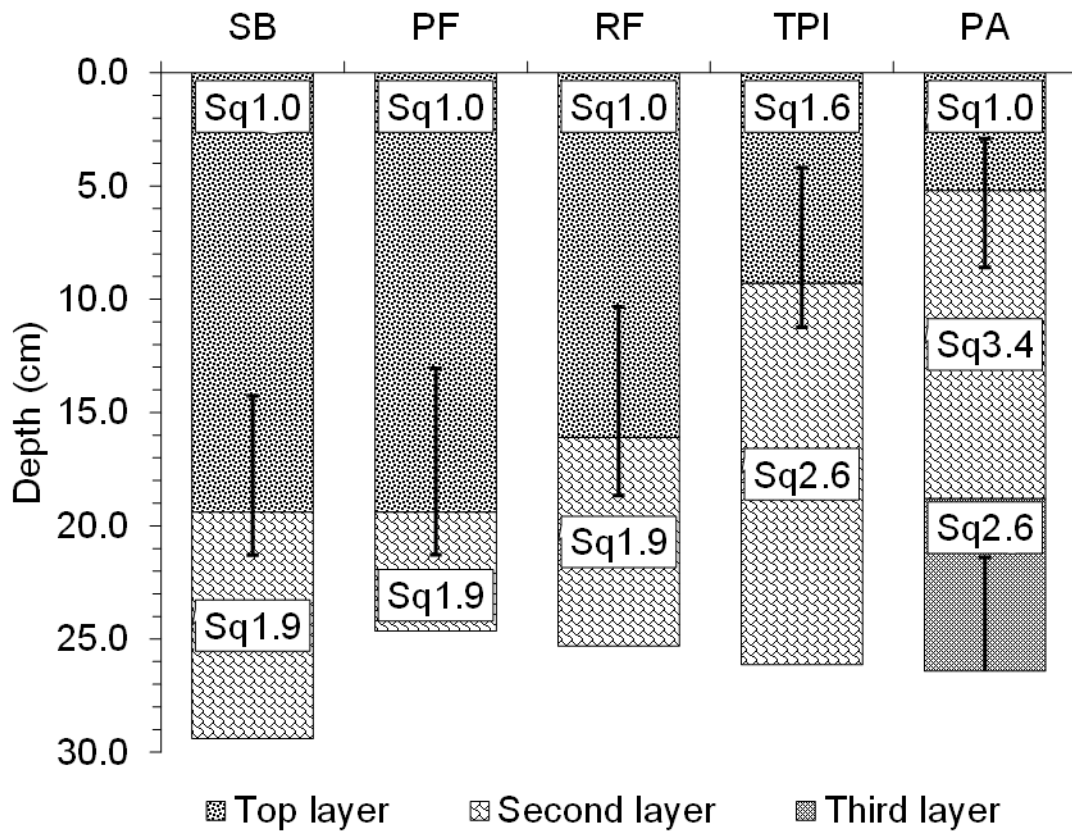 SB PF RF TPI PA
0.0
Sq1.0 Sq1.0 Sq1.0 Sq1.6 Sq1.0
5.0
10.0
Sq3.4
15.0
Sq2.6
20.0
Sq2.6
Sq1.9
Sq1.9
Sq1.9
25.0
30.0
Depth (cm)
Top layer Second layer Third layer